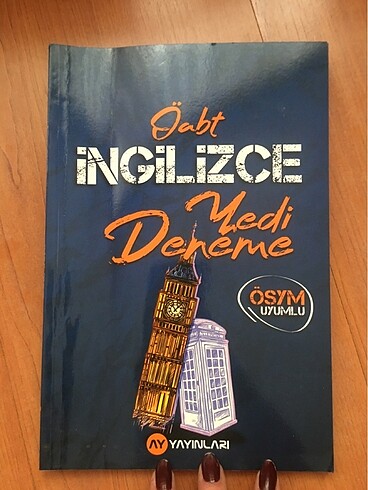 Öabt
İNGİLİZCE
Yedi
Deneme
ÖSYM
UYUMLU
AY YAYINLARI